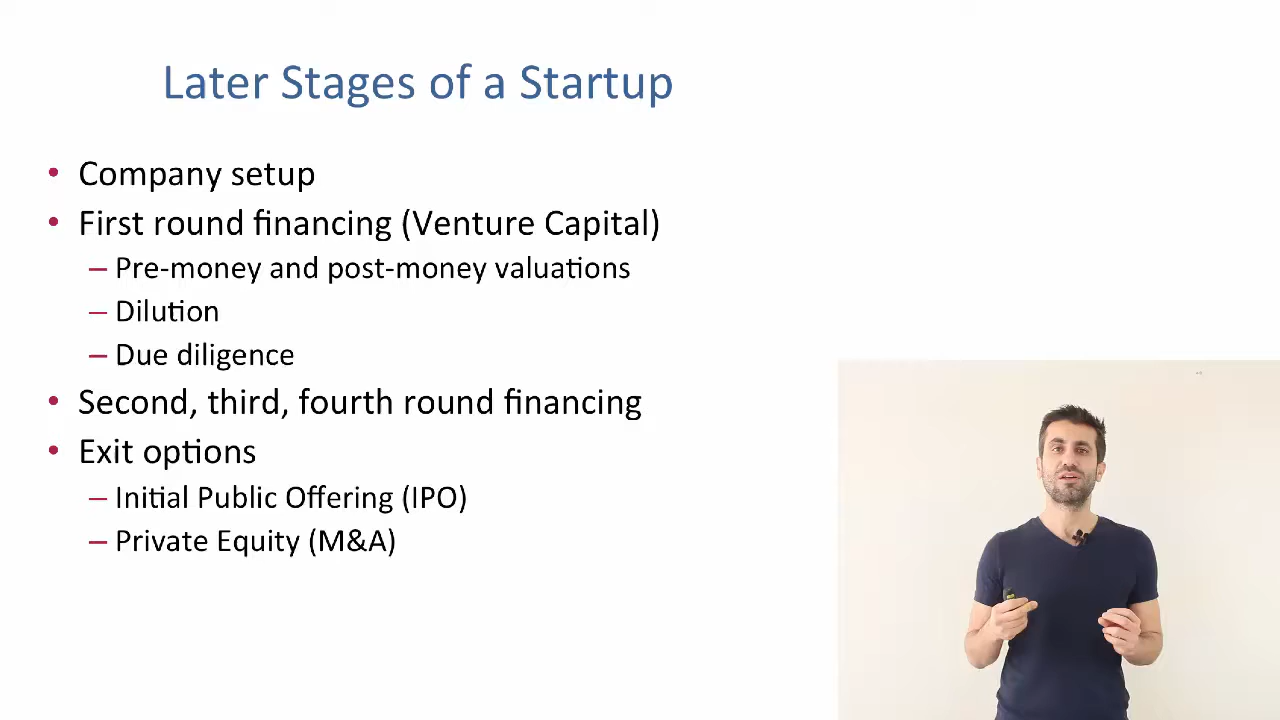 Later Stages of a Startup
• Company setup
• First round financing (Venture Capital)
– Pre-money and post-money valuations
– Dilution
– Due diligence
• Second, third, fourth round financing
• Exit options
– Initial Public Offering (IPO)
– Private Equity (M&A)